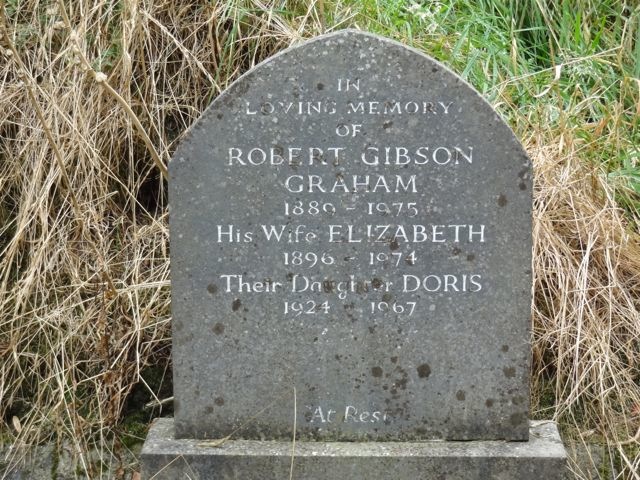 IN
LOVING MEMORY
OF
ROBERT GIBSON
GRAHAM
1889 - 1975
His Wife ELIZABETH
1896 - 1974
Their Daughter DORIS
1924 - 1967
At Rest